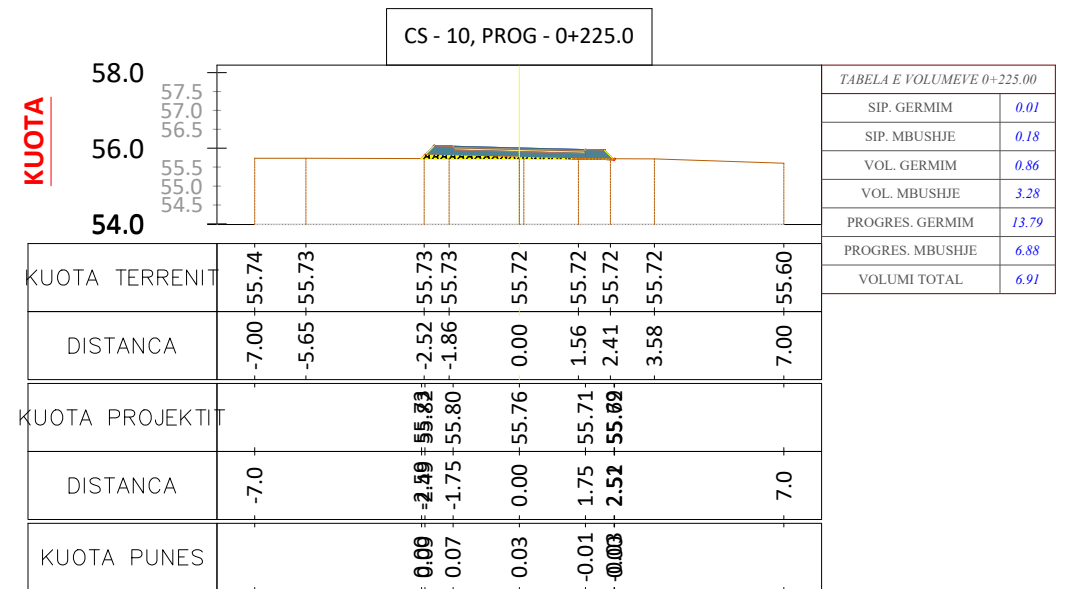 CS - 10, PROG - 0+225.0
KUOTA
58.0
57.5
57.0
56.5
56.0
55.5
55.0
54.5
54.0
TABELA E VOLUMEVE 0+225.00
SIP. GERMIM 0.01
SIP. MBUSHJE 0.18
VOL. GERMIM 0.86
VOL. MBUSHJE 3.28
PROGRES. GERMIM 13.79
PROGRES. MBUSHJE 6.88
VOLUMI TOTAL 6.91
KUOTA TERRENIT 55.74 55.73 55.73 55.73 55.72 55.72 55.72 55.72 55.60
DISTANCA -7.00 -5.65 -2.52 -1.86 0.00 1.56 2.41 3.58 7.00
KUOTA PROJEKTIT 55.80 55.76 55.71
DISTANCA -7.0 -1.75 0.00 1.75 7.0
KUOTA PUNES 0.07 0.03 -0.01